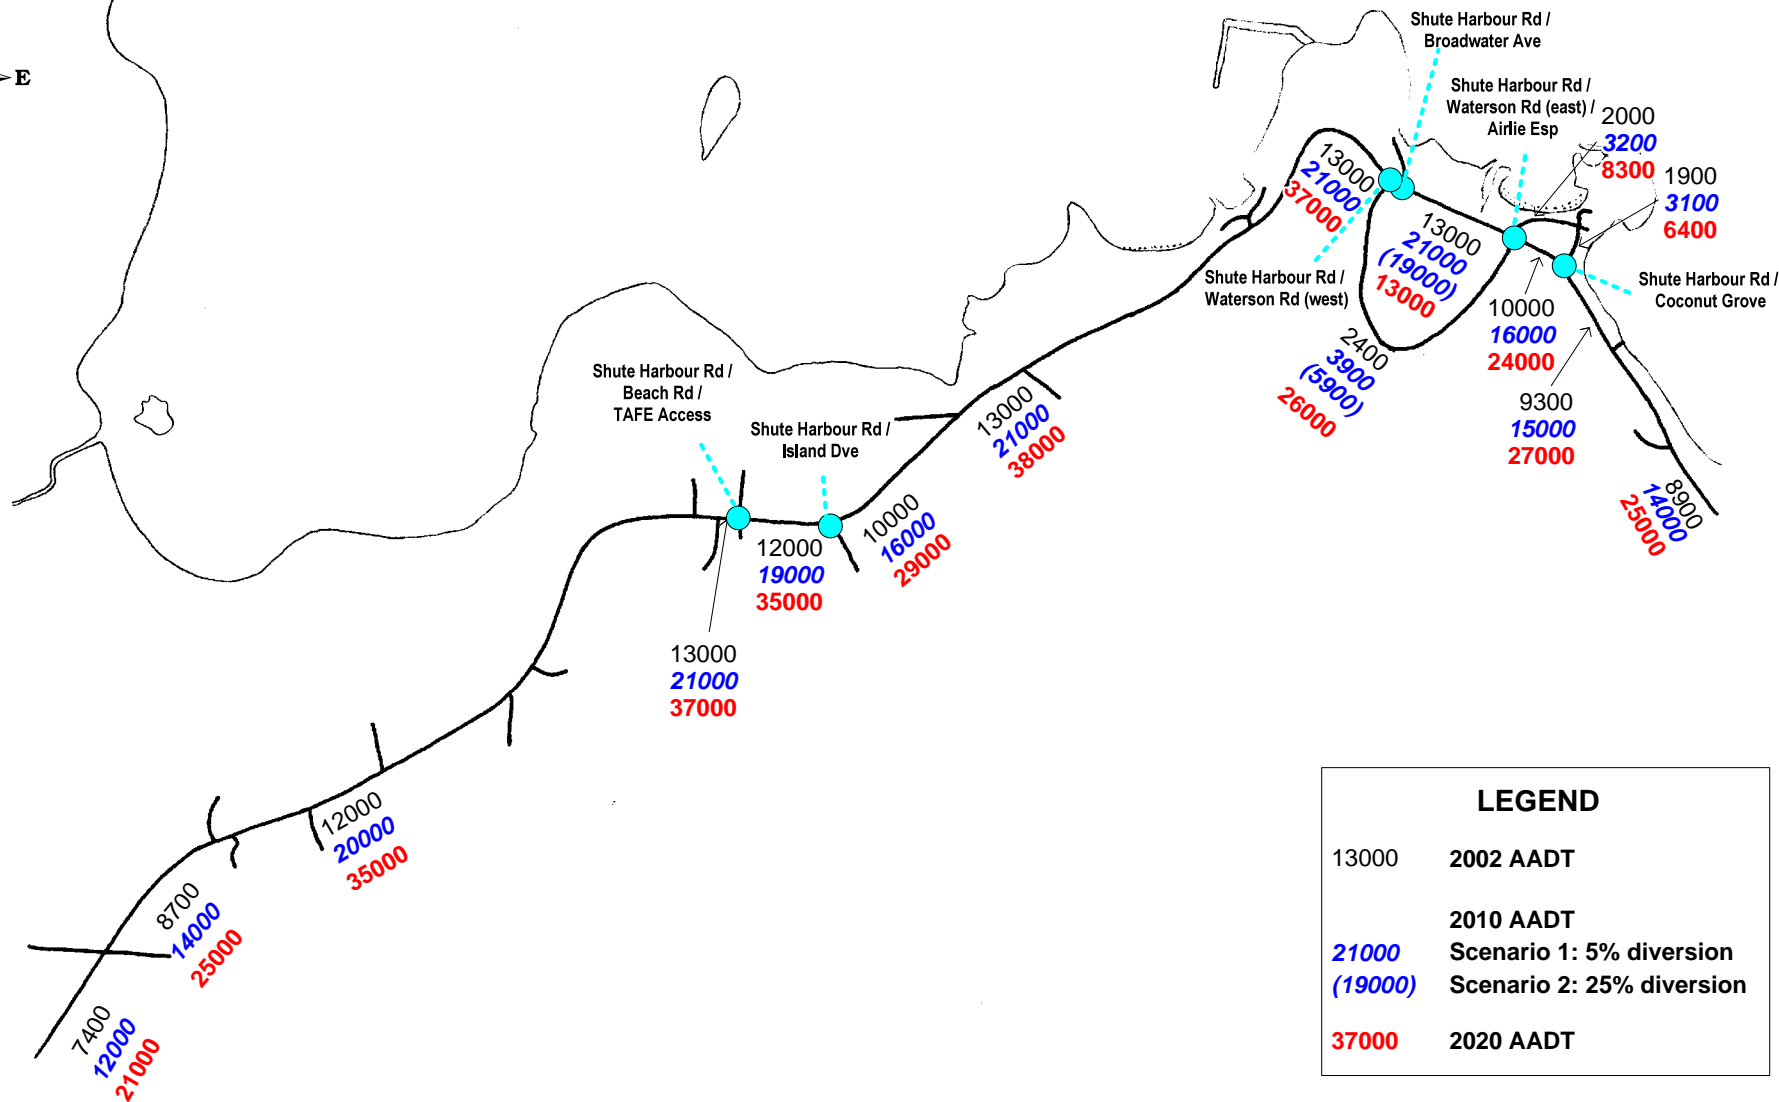 E
Shute Harbour Rd /
Broadwater Ave
Shute Harbour Rd /
Waterson Rd (east) /
Airlie Esp
2000
3200
8300
1900
3100
6400
13000
21000
37000
13000
21000
(19000)
13000
Shute Harbour Rd /
Waterson Rd (west)
Shute Harbour Rd /
Coconut Grove
10000
16000
24000
2400
3900
(5900)
26000
9300
15000
27000
8900
14000
25000
Shute Harbour Rd /
Beach Rd /
TAFE Access
Shute Harbour Rd /
Island Dve
13000
21000
38000
10000
16000
29000
12000
19000
35000
13000
21000
37000
12000
20000
35000
8700
14000
25000
7400
12000
21000
LEGEND
13000 2002 AADT
2010 AADT
21000 Scenario 1: 5% diversion
(19000) Scenario 2: 25% diversion
37000 2020 AADT